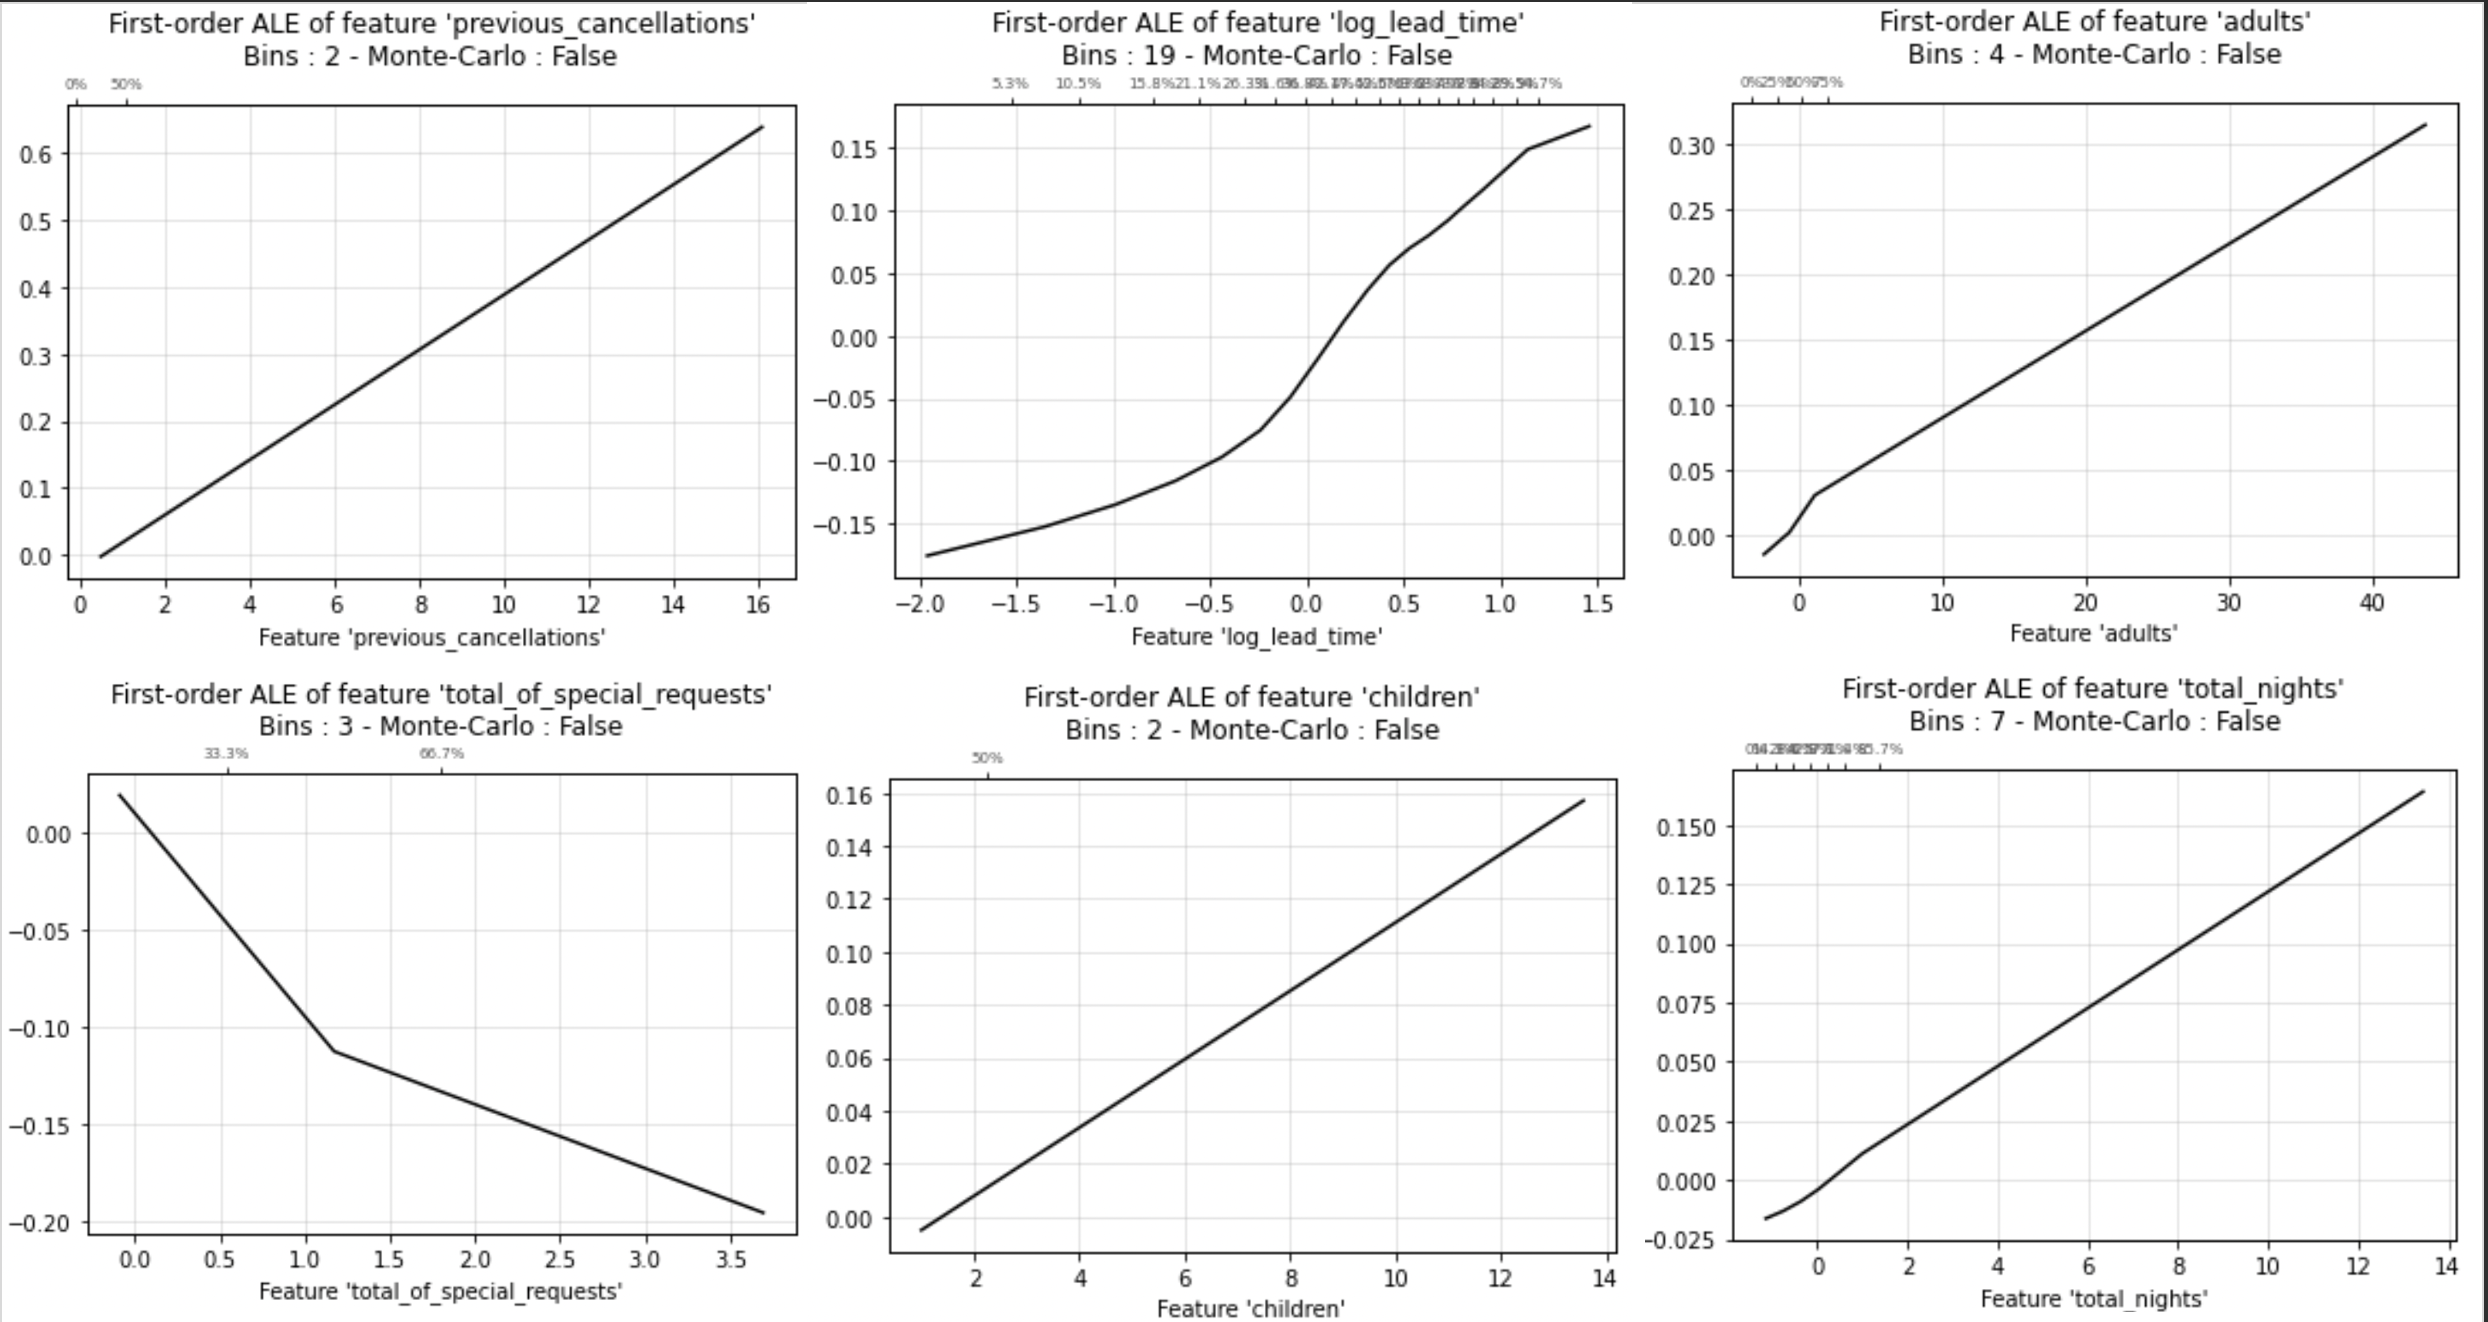 First-order ALE of feature 'previous_cancellations'
Bins : 2 - Monte-Carlo : False
0% 50%
0.6
0.5
0.4
0.3
0.2
0.1
0.0
0 2 4 6 8 10 12 14 16
Feature 'previous_cancellations'
First-order ALE of feature 'log_lead_time'
Bins : 19 - Monte-Carlo : False
5.3% 10.5% 15.8% 21.1% 26.3%
0.15
0.10
0.05
0.00
−0.05
−0.10
−0.15
−2.0 −1.5 −1.0 −0.5 0.0 0.5 1.0 1.5
Feature 'log_lead_time'
First-order ALE of feature 'adults'
Bins : 4 - Monte-Carlo : False
0% 25% 50% 75%
0.30
0.25
0.20
0.15
0.10
0.05
0.00
0 10 20 30 40
Feature 'adults'
First-order ALE of feature 'total_of_special_requests'
Bins : 3 - Monte-Carlo : False
33.3% 66.7%
0.00
−0.05
−0.10
−0.15
−0.20
0.0 0.5 1.0 1.5 2.0 2.5 3.0 3.5
Feature 'total_of_special_requests'
First-order ALE of feature 'children'
Bins : 2 - Monte-Carlo : False
50%
0.16
0.14
0.12
0.10
0.08
0.06
0.04
0.02
0.00
2 4 6 8 10 12 14
Feature 'children'
First-order ALE of feature 'total_nights'
Bins : 7 - Monte-Carlo : False
85.7%
0.150
0.125
0.100
0.075
0.050
0.025
0.000
−0.025
0 2 4 6 8 10 12 14
Feature 'total_nights'